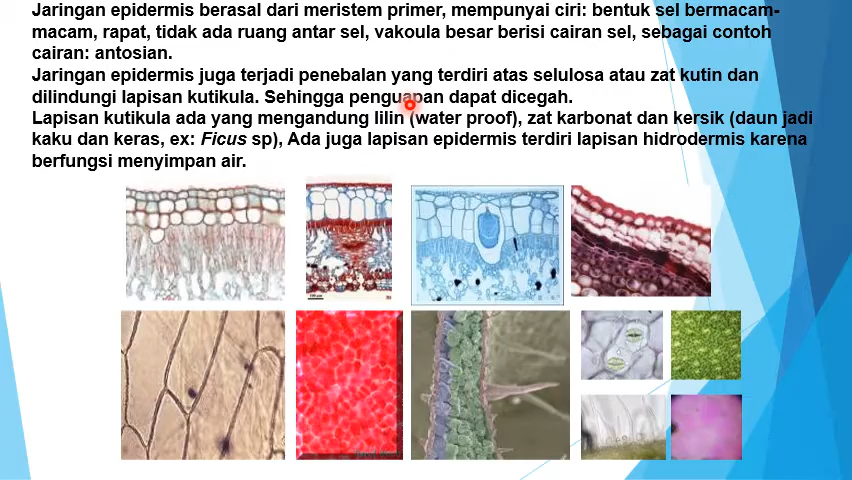 Jaringan epidermis berasal dari meristem primer, mempunyai ciri: bentuk sel bermacam-
macam, rapat, tidak ada ruang antar sel, vakoula besar berisi cairan sel, sebagai contoh
cairan: antosian.
Jaringan epidermis juga terjadi penebalan yang terdiri atas selulosa atau zat kutin dan
dilindungi lapisan kutikula. Sehingga penguapan dapat dicegah.
Lapisan kutikula ada yang mengandung lilin (water proof), zat karbonat dan kersik (daun jadi
kaku dan keras, ex: Ficus sp), Ada juga lapisan epidermis terdiri lapisan hidrodermis karena
berfungsi menyimpan air.